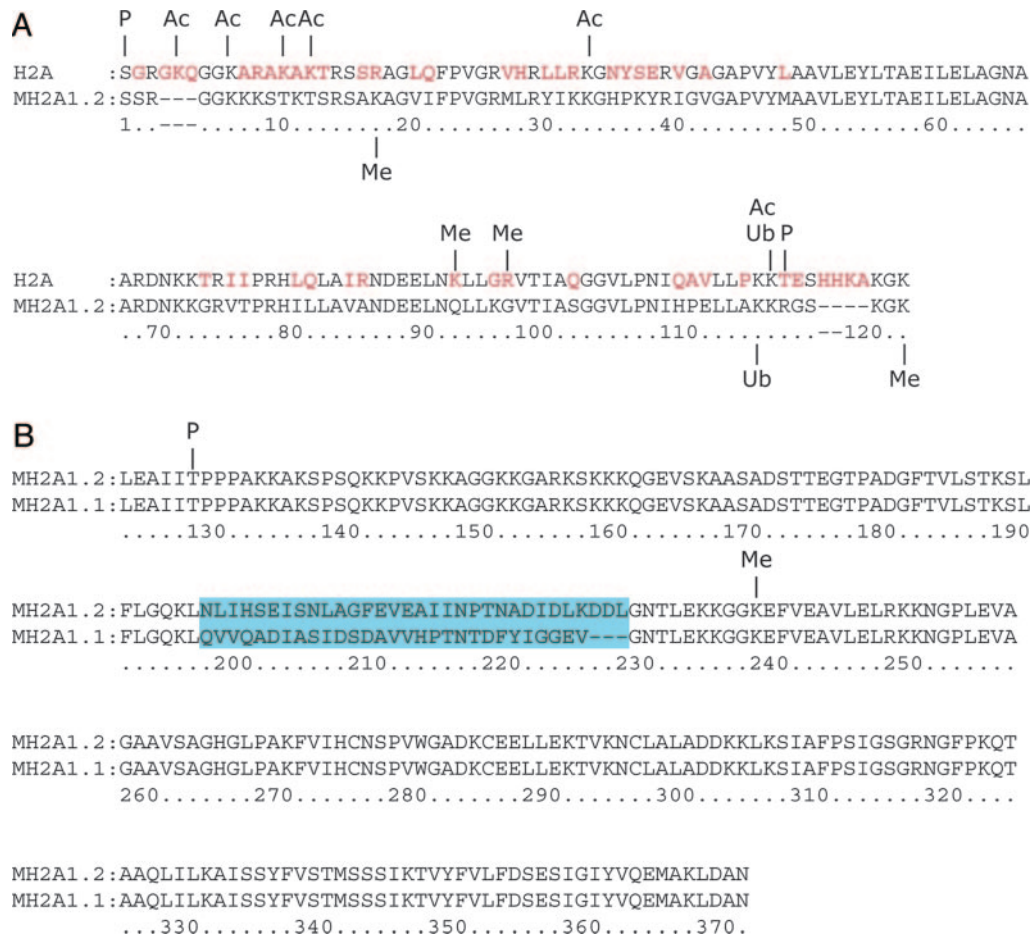 A
P Ac Ac Ac Ac Ac
H2A :SGRGKQGGKARAKAKTRSSRAGLQFPVGRVHRLLRKGNYSERVGAGAPVYLAAVLEYLTAEILELAGNA
MH2A1.2:SSR---GGKKKSTKTSRSAKAGVIFPVGRMLRYIKKGHPKYRIGVGAPVYMAAVLEYLTAEILELAGNA
1..---....10........20........30........40........50........60.......
Me
Ac
Me Me Ub P
H2A :ARDNKKTRIIPRHLQLAIRNDEELNKLLGRVTIAQGGVLPNIQAVLLPKKTESHHKAKGK
MH2A1.2:ARDNKKGRVTPRHILLAVANDEELNQLLKGVTIASGGVLPNIHPELLAKKRGS----KGK
..70........80........90........100.......110.........--120...
Ub Me
B
P
MH2A1.2:LEAIITPPPAKKAKSPSQKKPVSKKAGGKKGARKSKKKQGEVSKAASADSTTEGTPADGFTVLSTKSL
MH2A1.1:LEAIITPPPAKKAKSPSQKKPVSKKAGGKKGARKSKKKQGEVSKAASADSTTEGTPADGFTVLSTKSL
.....130.......140.......150.......160.......170.......180.......190
Me
MH2A1.2:FLGQKLNLIHSEISNLAGFEVEAIINPTNADIDLKDDLGNTLEKKGGKEFVEAVLELRKKNGPLEVA
MH2A1.1:FLGQKLQVVQADIASIDSDAVVHPTNTDFYIGGEV---GNTLEKKGGKEFVEAVLELRKKNGPLEVA
.......200.......210.......220.......230.......240.......250........
MH2A1.2:GAAVSAGHGLPAKFVIHCNSPVWGADKCEELLEKTVKNCLALADDKKLKSIAFPSIGSGRNGFPKQT
MH2A1.1:GAAVSAGHGLPAKFVIHCNSPVWGADKCEELLEKTVKNCLALADDKKLKSIAFPSIGSGRNGFPKQT
260.......270.......280.......290.......300.......310.......320......
MH2A1.2:AAQLILKAISSYFVSTMSSSIKTVYFVLFDSESIGIYVQEMAKLDAN
MH2A1.1:AAQLILKAISSYFVSTMSSSIKTVYFVLFDSESIGIYVQEMAKLDAN
...330.......340.......350.......360.......370.